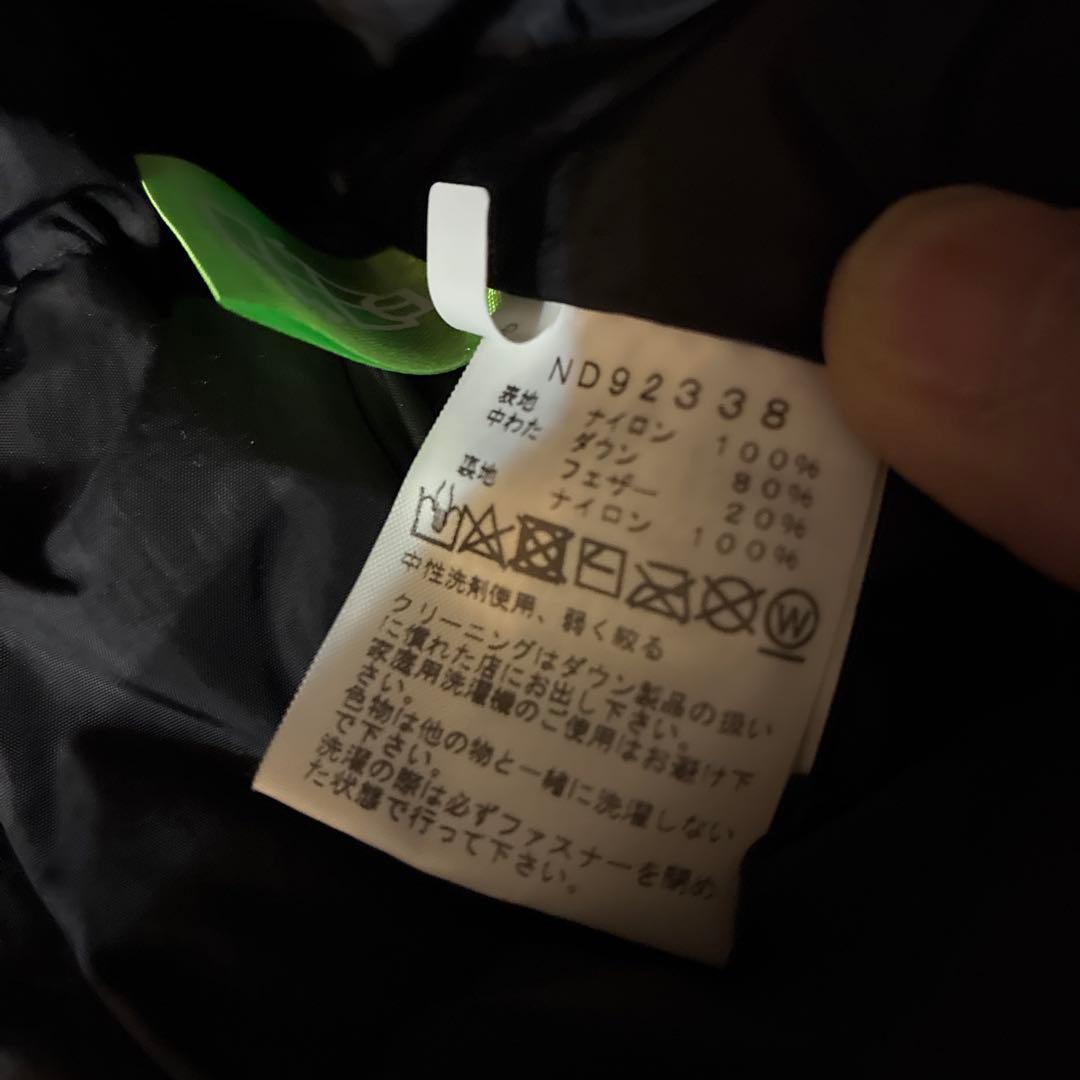 ND92338
表地 ナイロン 100%
中わた ダウン 80%
フェザー 20%
裏地 ナイロン 100%
W
中性洗剤使用、弱く絞る
クリーニングはダウン製品の扱い
に慣れた店にお出し下さい。
家庭用洗濯機のご使用はお避け下
さい。
色物は他の物と一緒に洗濯しない
で下さい。
洗濯の際は必ずファスナーを閉め
た状態で行って下さい。